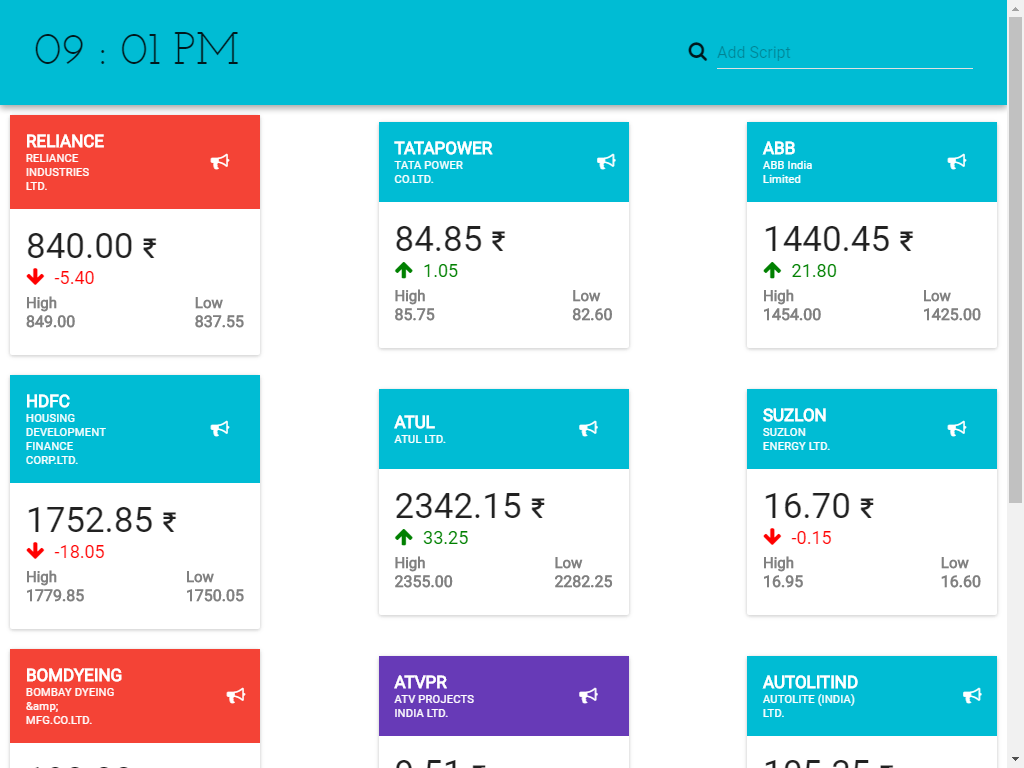 09 : 01 PM
Add Script
RELIANCE
RELIANCE
INDUSTRIES
LTD.
840.00 ₹
-5.40
High
Low
849.00
837.55
TATAPOWER
TATA POWER
CO.LTD.
84.85 ₹
1.05
High
Low
85.75
82.60
ABB
ABB India
Limited
1440.45 ₹
21.80
High
Low
1454.00
1425.00
HDFC
HOUSING
DEVELOPMENT
FINANCE
CORP.LTD.
1752.85 ₹
-18.05
High
Low
1779.85
1750.05
ATUL
ATUL LTD.
2342.15 ₹
33.25
High
Low
2355.00
2282.25
SUZLON
SUZLON
ENERGY LTD.
16.70 ₹
-0.15
High
Low
16.95
16.60
BOMDYEING
BOMBAY DYEING
&amp;
MFG.CO.LTD.
ATVPR
ATV PROJECTS
INDIA LTD.
AUTOLITIND
AUTOLITE (INDIA)
LTD.